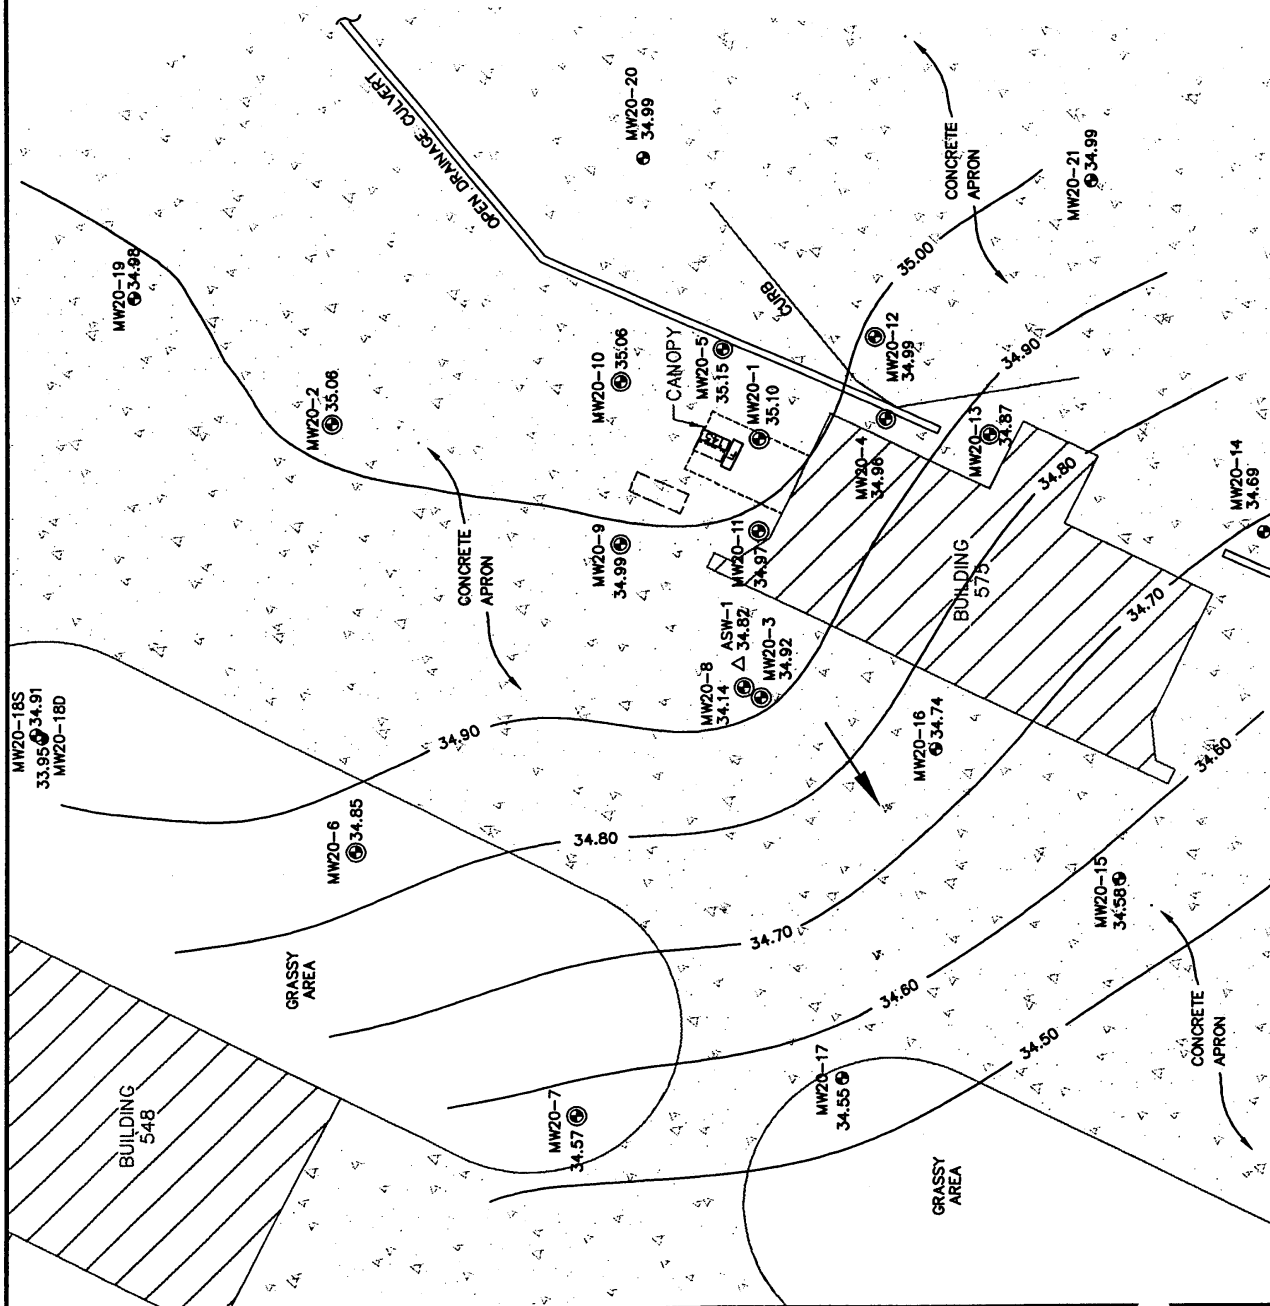 MW20-20
34.99
OPEN DRAINAGE CULVERT
CONCRETE
APRON
MW20-21
34.99
MW20-19
34.98
35.00
CURB
MW20-12
34.99
34.90
MW20-10
35.06
CANOPY
MW20-5
35.15
MW20-1
35.10
MW20-2
35.06
MW20-4
34.96
MW20-13
34.87
34.80
MW20-14
34.69
CONCRETE
APRON
MW20-9
34.99
MW20-11
34.97
BUILDING
575
34.70
ASW-1
34.82
MW20-8
34.14
MW20-3
34.92
MW20-18S
34.91
33.95
MW20-18D
34.90
MW20-16
34.74
34.60
MW20-6
34.85
34.80
MW20-15
34.58
34.70
GRASSY
AREA
34.60
CONCRETE
APRON
34.50
MW20-17
34.55
MW20-7
34.57
BUILDING
548
GRASSY
AREA